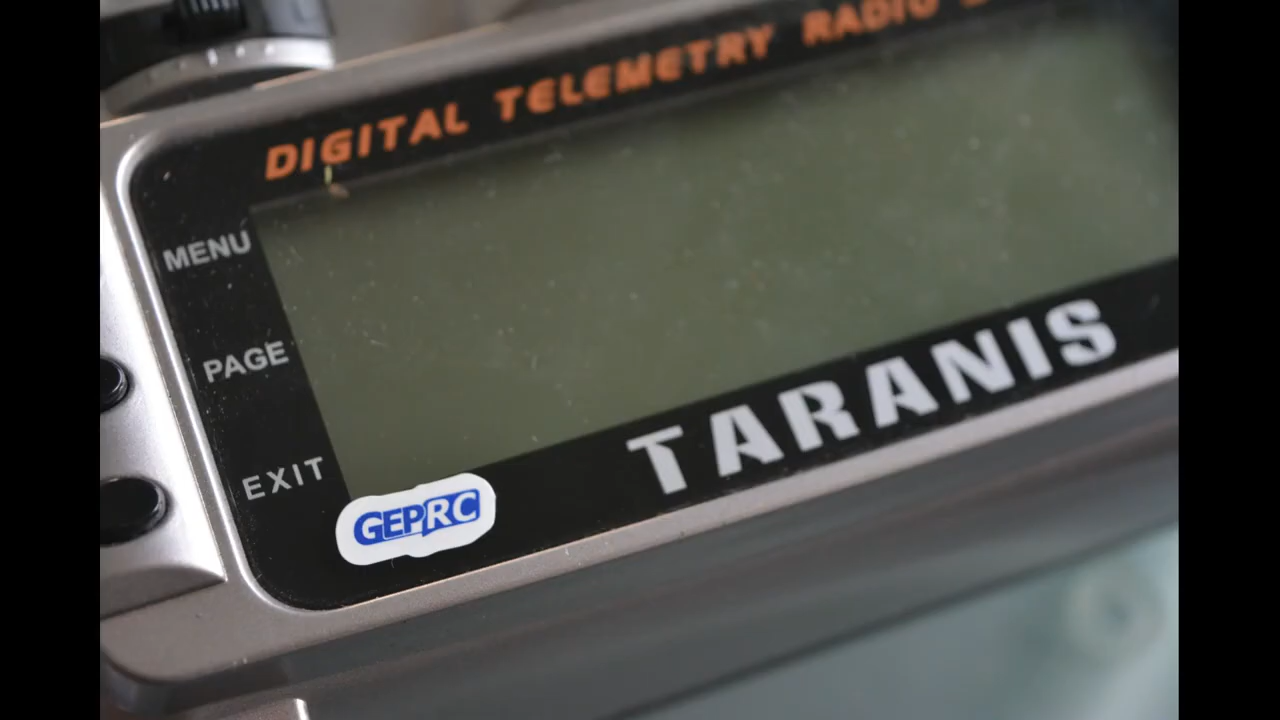 DIGITAL TELEMETRY RADIO
MENU
PAGE
EXIT
TARANIS
GEPRC